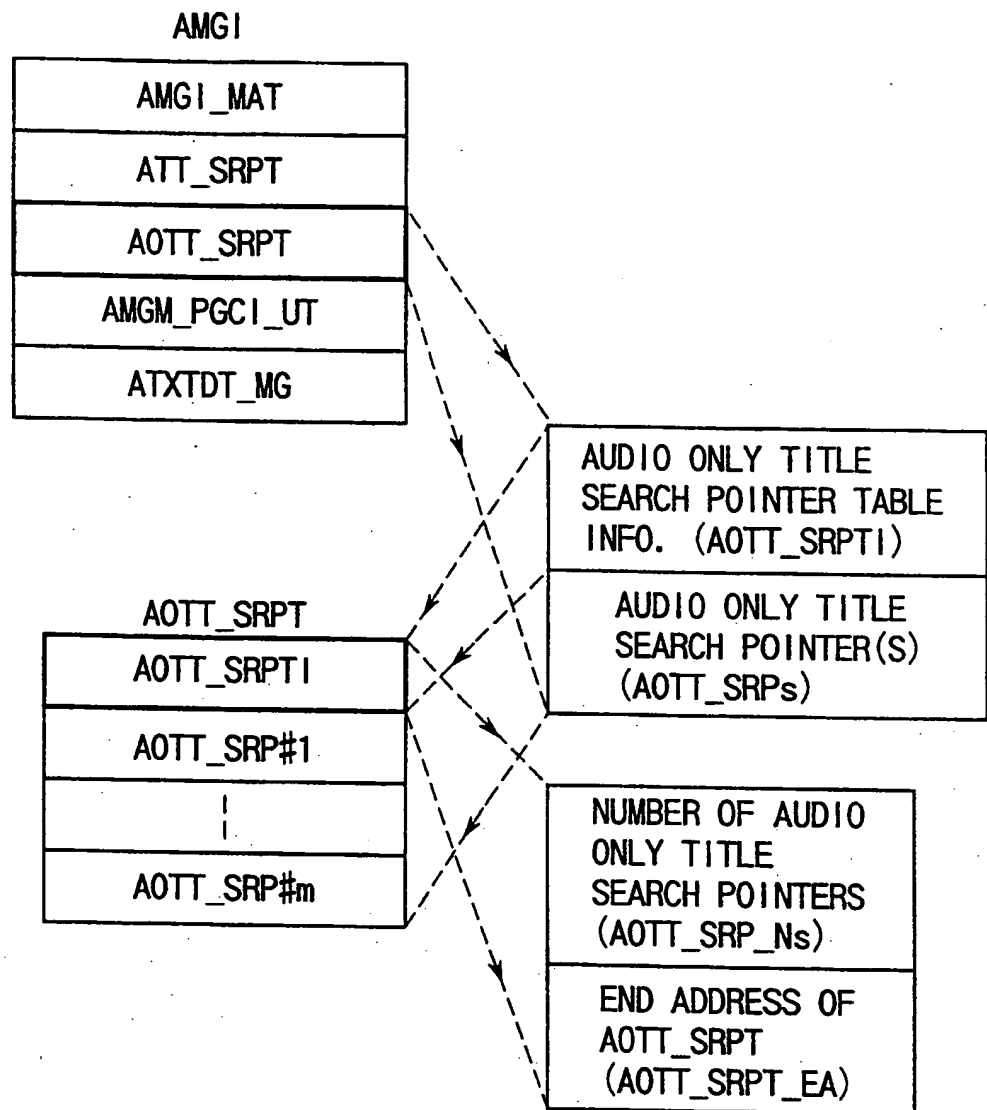 AMGI
AMGI_MAT
ATT_SRPT
AOTT_SRPT
AMGM_PGCI_UT
ATXTDT_MG
AUDIO ONLY TITLE
SEARCH POINTER TABLE
INFO. (AOTT_SRPTI)
AUDIO ONLY TITLE
SEARCH POINTER(S)
(AOTT_SRPs)
AOTT_SRPT
AOTT_SRPTI
AOTT_SRP#1
AOTT_SRP#m
NUMBER OF AUDIO
ONLY TITLE
SEARCH POINTERS
(AOTT_SRP_Ns)
END ADDRESS OF
AOTT_SRPT
(AOTT_SRPT_EA)